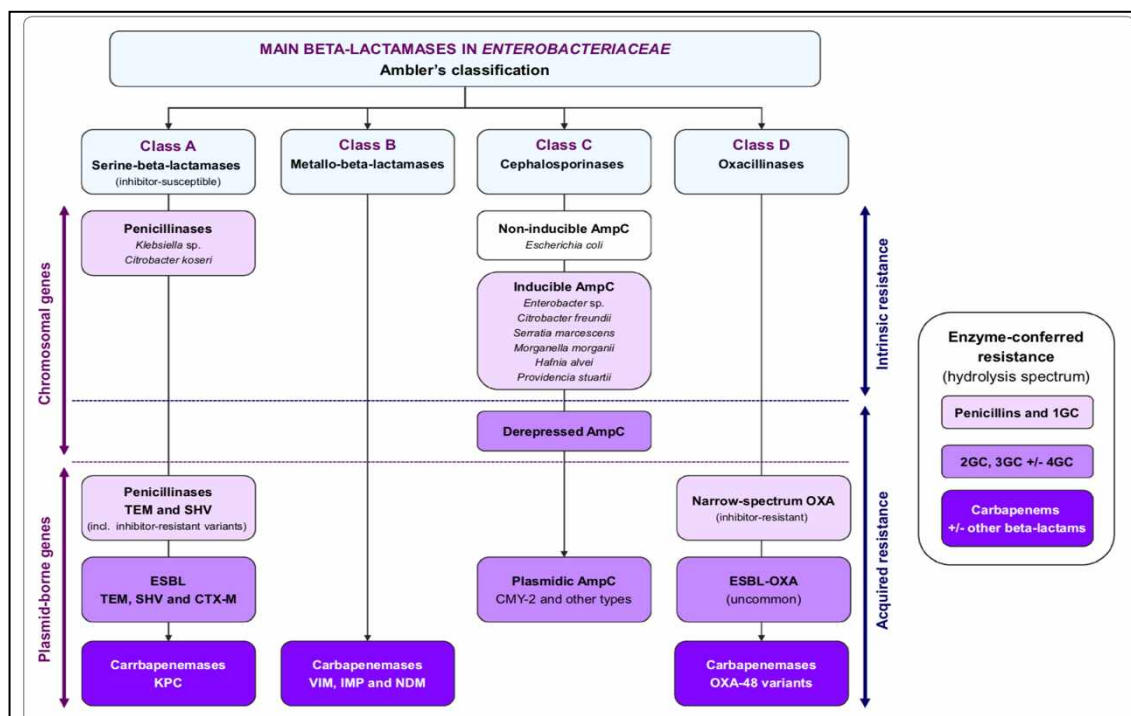 MAIN BETA-LACTAMASES IN ENTEROBACTERIACEAE
Ambler's classification
Class A
Serine-beta-lactamases
(inhibitor-susceptible)
Class B
Metallo-beta-lactamases
Class C
Cephalosporinases
Class D
Oxacillinases
Chromosomal genes
Penicillinases
Klebsiella sp.
Citrobacter koseri
Non-inducible AmpC
Escherichia coli
Inducible AmpC
Enterobacter sp.
Citrobacter freundii
Serratia marcescens
Morganella morganii
Hafnia alvei
Providencia stuartii
Intrinsic resistance
Derepressed AmpC
Plasmid-borne genes
Penicillinases
TEM and SHV
(incl. inhibitor-resistant variants)
Narrow-spectrum OXA
(inhibitor-resistant)
ESBL
TEM, SHV and CTX-M
Plasmidic AmpC
CMY-2 and other types
ESBL-OXA
(uncommon)
Carrbapenemases
KPC
Carbapenemases
VIM, IMP and NDM
Carbapenemases
OXA-48 variants
Acquired resistance
Enzyme-conferred
resistance
(hydrolysis spectrum)
Penicillins and 1GC
2GC, 3GC +/- 4GC
Carbapenems
+/- other beta-lactams